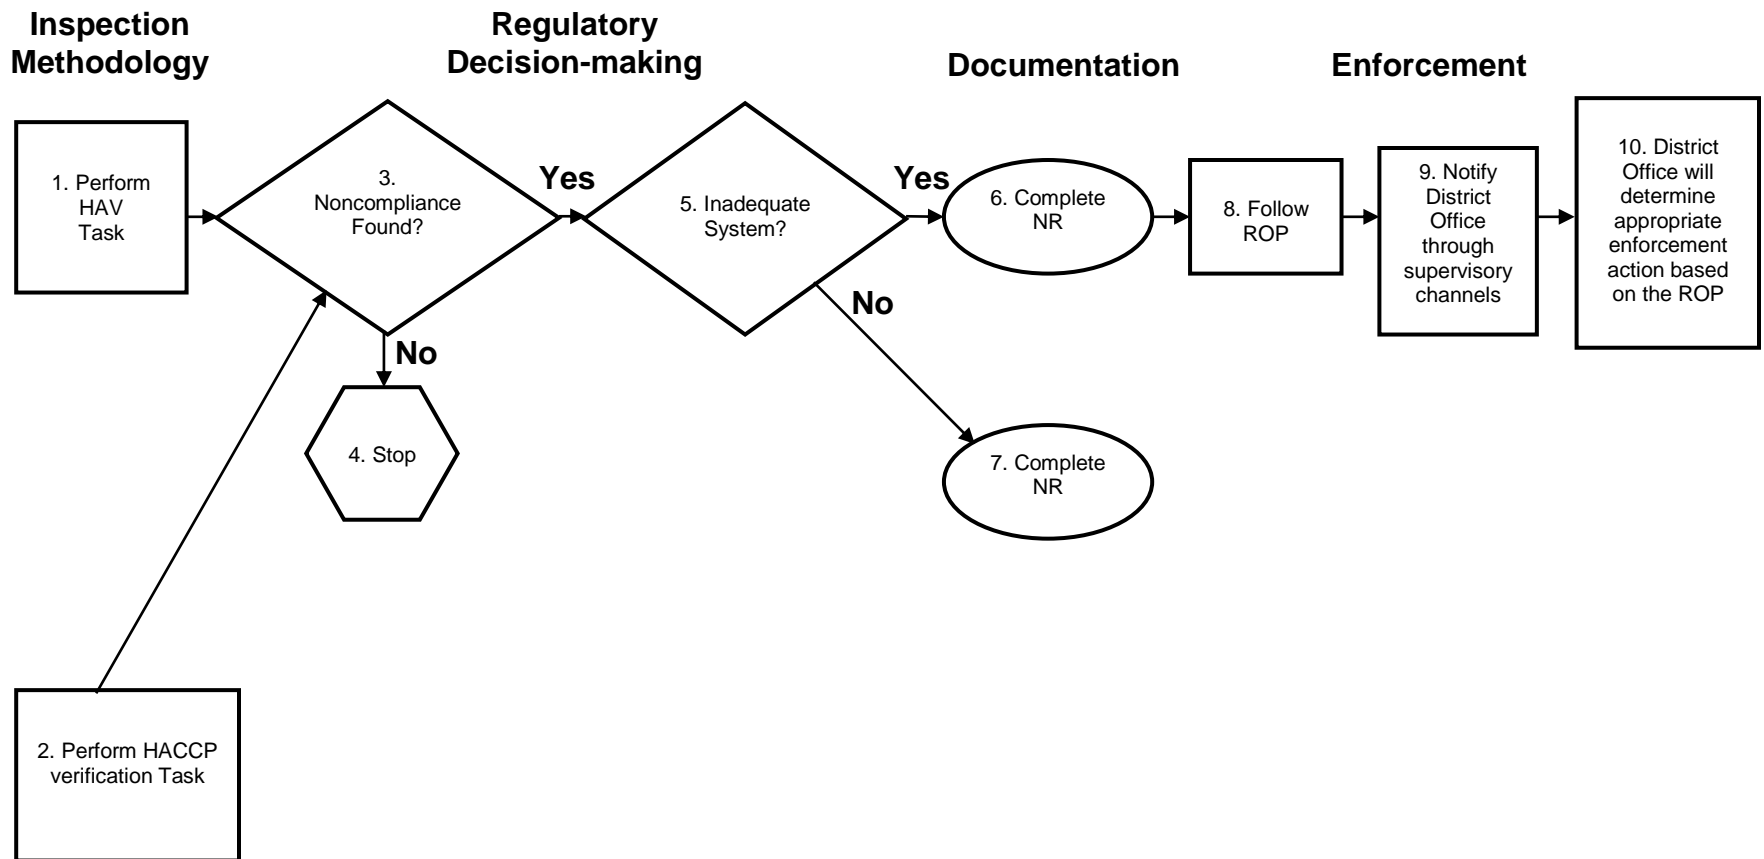 Inspection
Methodology
Regulatory
Decision-making
Documentation
Enforcement
1. Perform
HAV
Task
3.
Noncompliance
Found?
Yes
5. Inadequate
System?
Yes
6. Complete
NR
8. Follow
ROP
9. Notify
District
Office
through
supervisory
channels
10. District
Office will
determine
appropriate
enforcement
action based
on the ROP
No
No
4. Stop
7. Complete
NR
2. Perform HACCP
verification Task